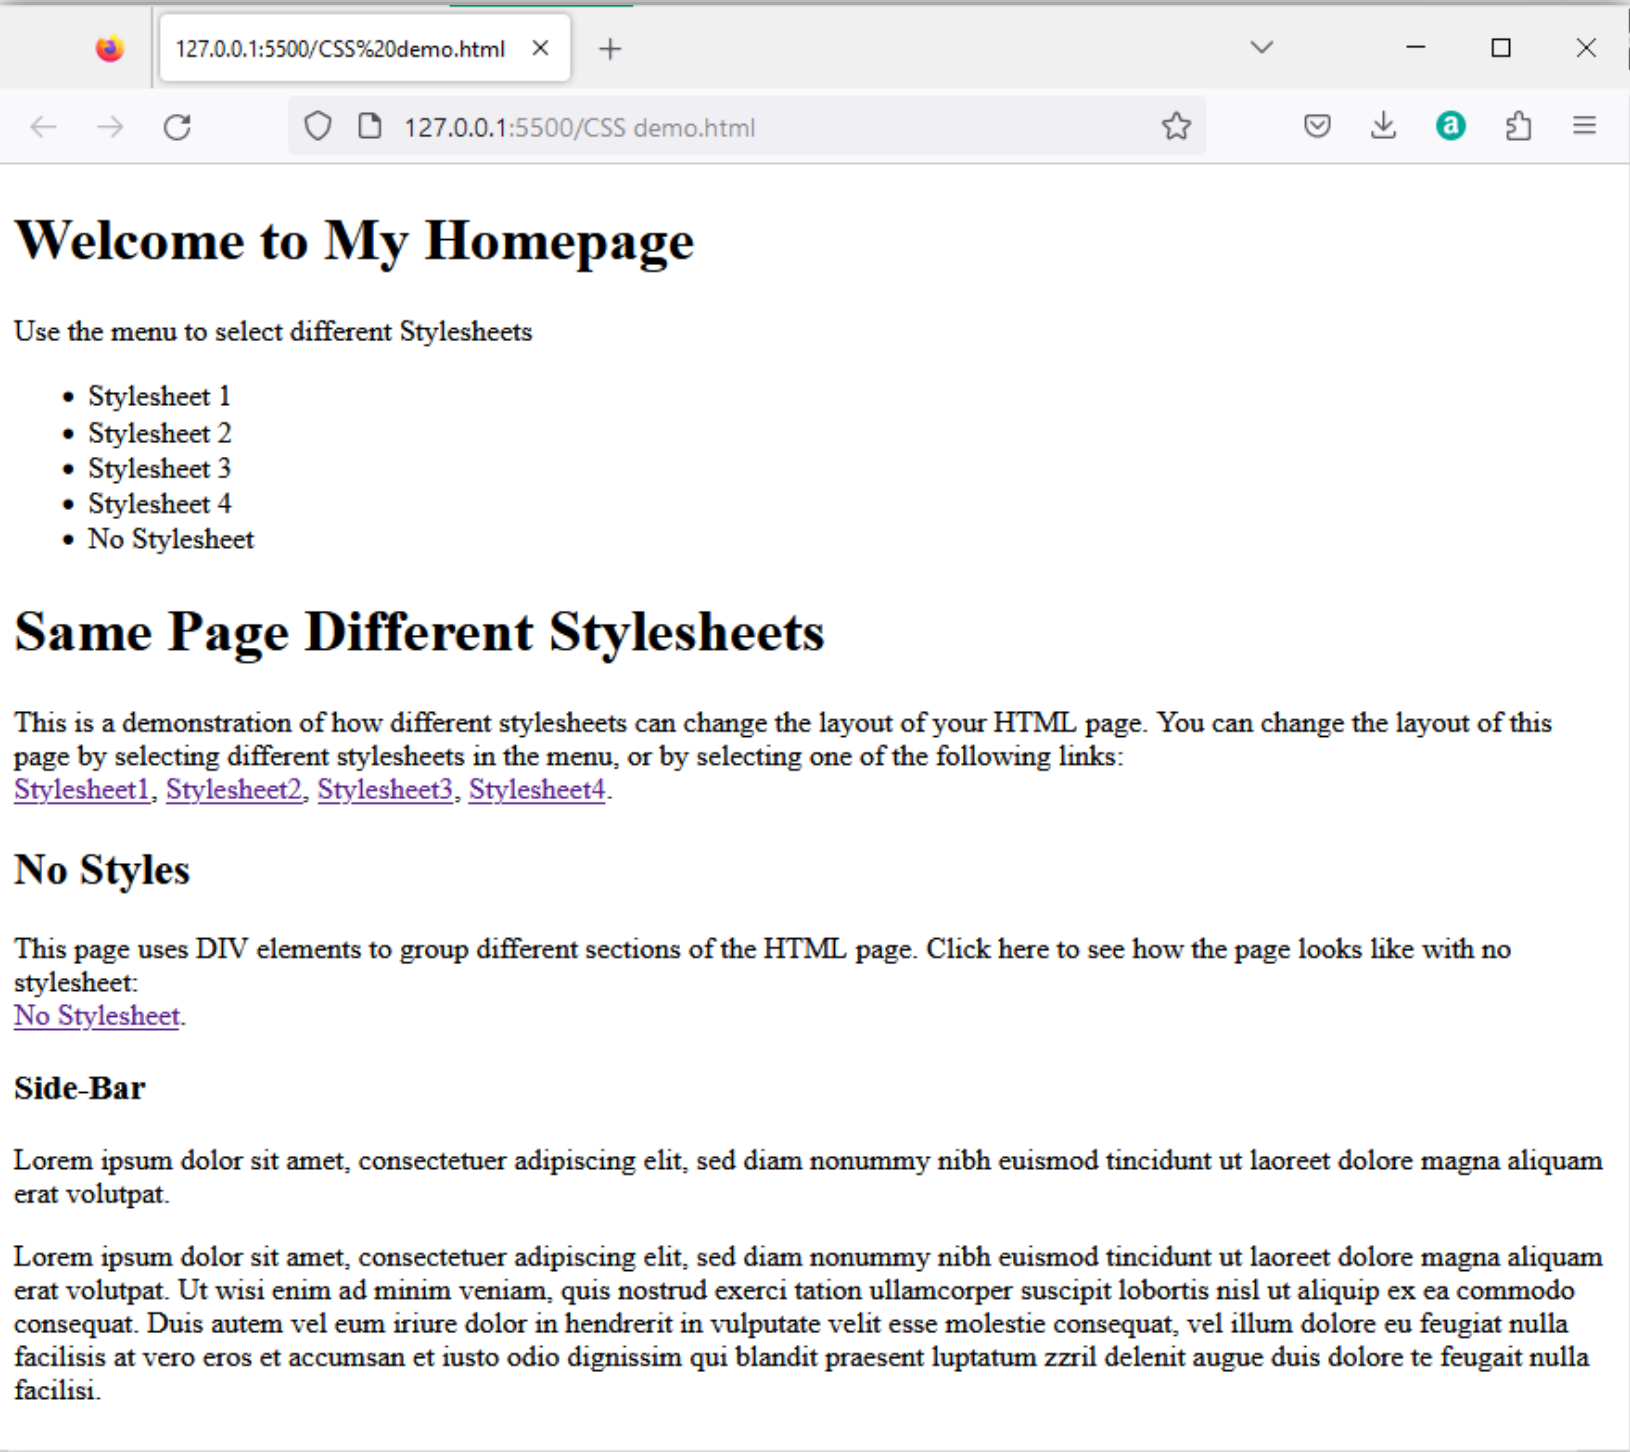 127.0.0.1:5500/CSS%20demo.html
127.0.0.1:5500/CSS demo.html
a
Welcome to My Homepage
Use the menu to select different Stylesheets
• Stylesheet 1
• Stylesheet 2
• Stylesheet 3
• Stylesheet 4
• No Stylesheet
Same Page Different Stylesheets
This is a demonstration of how different stylesheets can change the layout of your HTML page. You can change the layout of this
page by selecting different stylesheets in the menu, or by selecting one of the following links:
Stylesheet1, Stylesheet2, Stylesheet3, Stylesheet4.
No Styles
This page uses DIV elements to group different sections of the HTML page. Click here to see how the page looks like with no
stylesheet:
No Stylesheet.
Side-Bar
Lorem ipsum dolor sit amet, consectetuer adipiscing elit, sed diam nonummy nibh euismod tincidunt ut laoreet dolore magna aliquam
erat volutpat.
Lorem ipsum dolor sit amet, consectetuer adipiscing elit, sed diam nonummy nibh euismod tincidunt ut laoreet dolore magna aliquam
erat volutpat. Ut wisi enim ad minim veniam, quis nostrud exerci tation ullamcorper suscipit lobortis nisl ut aliquip ex ea commodo
consequat. Duis autem vel eum iriure dolor in hendrerit in vulputate velit esse molestie consequat, vel illum dolore eu feugiat nulla
facilisis at vero eros et accumsan et iusto odio dignissim qui blandit praesent luptatum zzril delenit augue duis dolore te feugait nulla
facilisi.